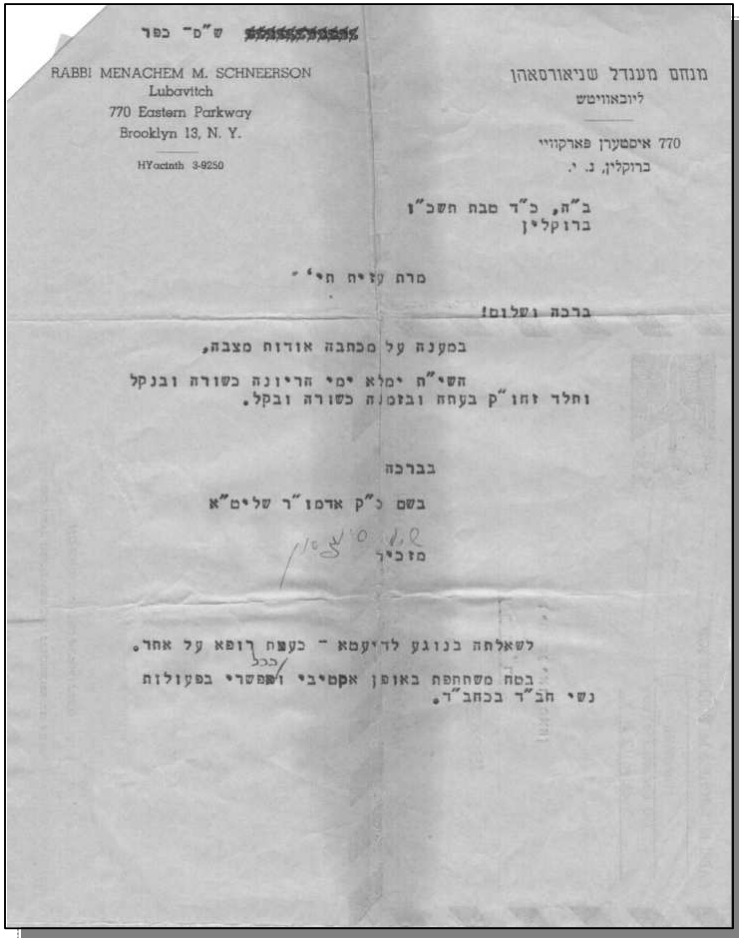 ש"ס- כפר
RABBI MENACHEM M. SCHNEERSON
Lubavitch
770 Eastern Parkway
Brooklyn 13, N. Y.
HYacinth 3-9250
מנחם מענדל שניאורסאהן
ליובאוויטש
770 איסטערן פארקוויי
ברוקלין, נ. י.
ב"ה, כ"ד טבת תשכ"ו
ברוקלין
מרת
ברכה ושלום!
במענה על מכתבה אודות מצבה,
השי"ת ימלא ימי הריונה כשורה ובנקל
ותלד זחו"ק בעתה ובזמנה כשורה ובקל.
בברכה
בשם כ"ק אדמו"ר שליט"א
מזכיר
לשאלתה בנוגע לדיעטא - כעצת רופא על אתר.
בטח משתתפת באופן אקטיבי ככל האפשרי בפעולות
נשי חב"ד בכחב"ד.